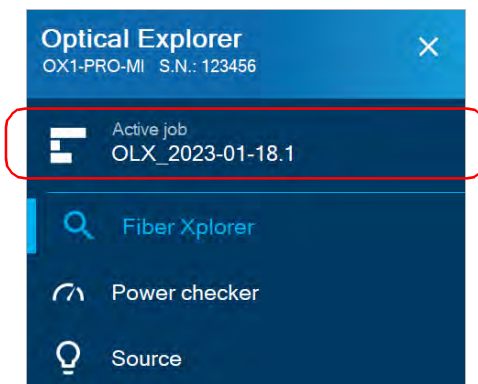 Optical Explorer
OX1-PRO-MI S.N.: 123456
Active job
OLX_2023-01-18.1
Fiber Xplorer
Power checker
Source